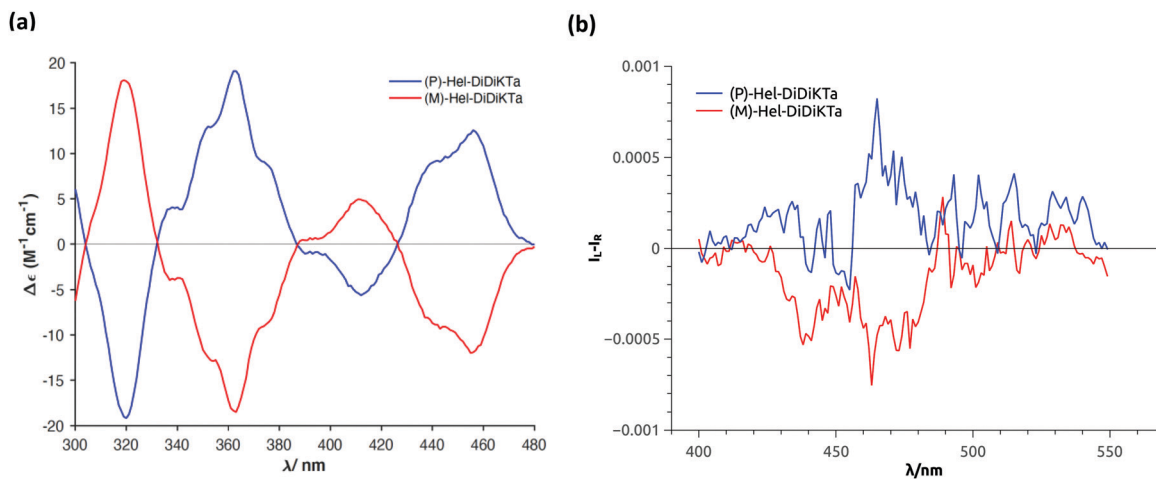 (a)
Δϵ (M⁻¹cm⁻¹)
20
15
10
5
0
-5
-10
-15
-20
(P)-Hel-DiDiKTa
(M)-Hel-DiDiKTa
300 320 340 360 380 400 420 440 460 480
λ/ nm
(b)
I_L-I_R
0.001
0.0005
0
−0.0005
−0.001
(P)-Hel-DiDiKTa
(M)-Hel-DiDiKTa
400 450 500 550
λ/nm